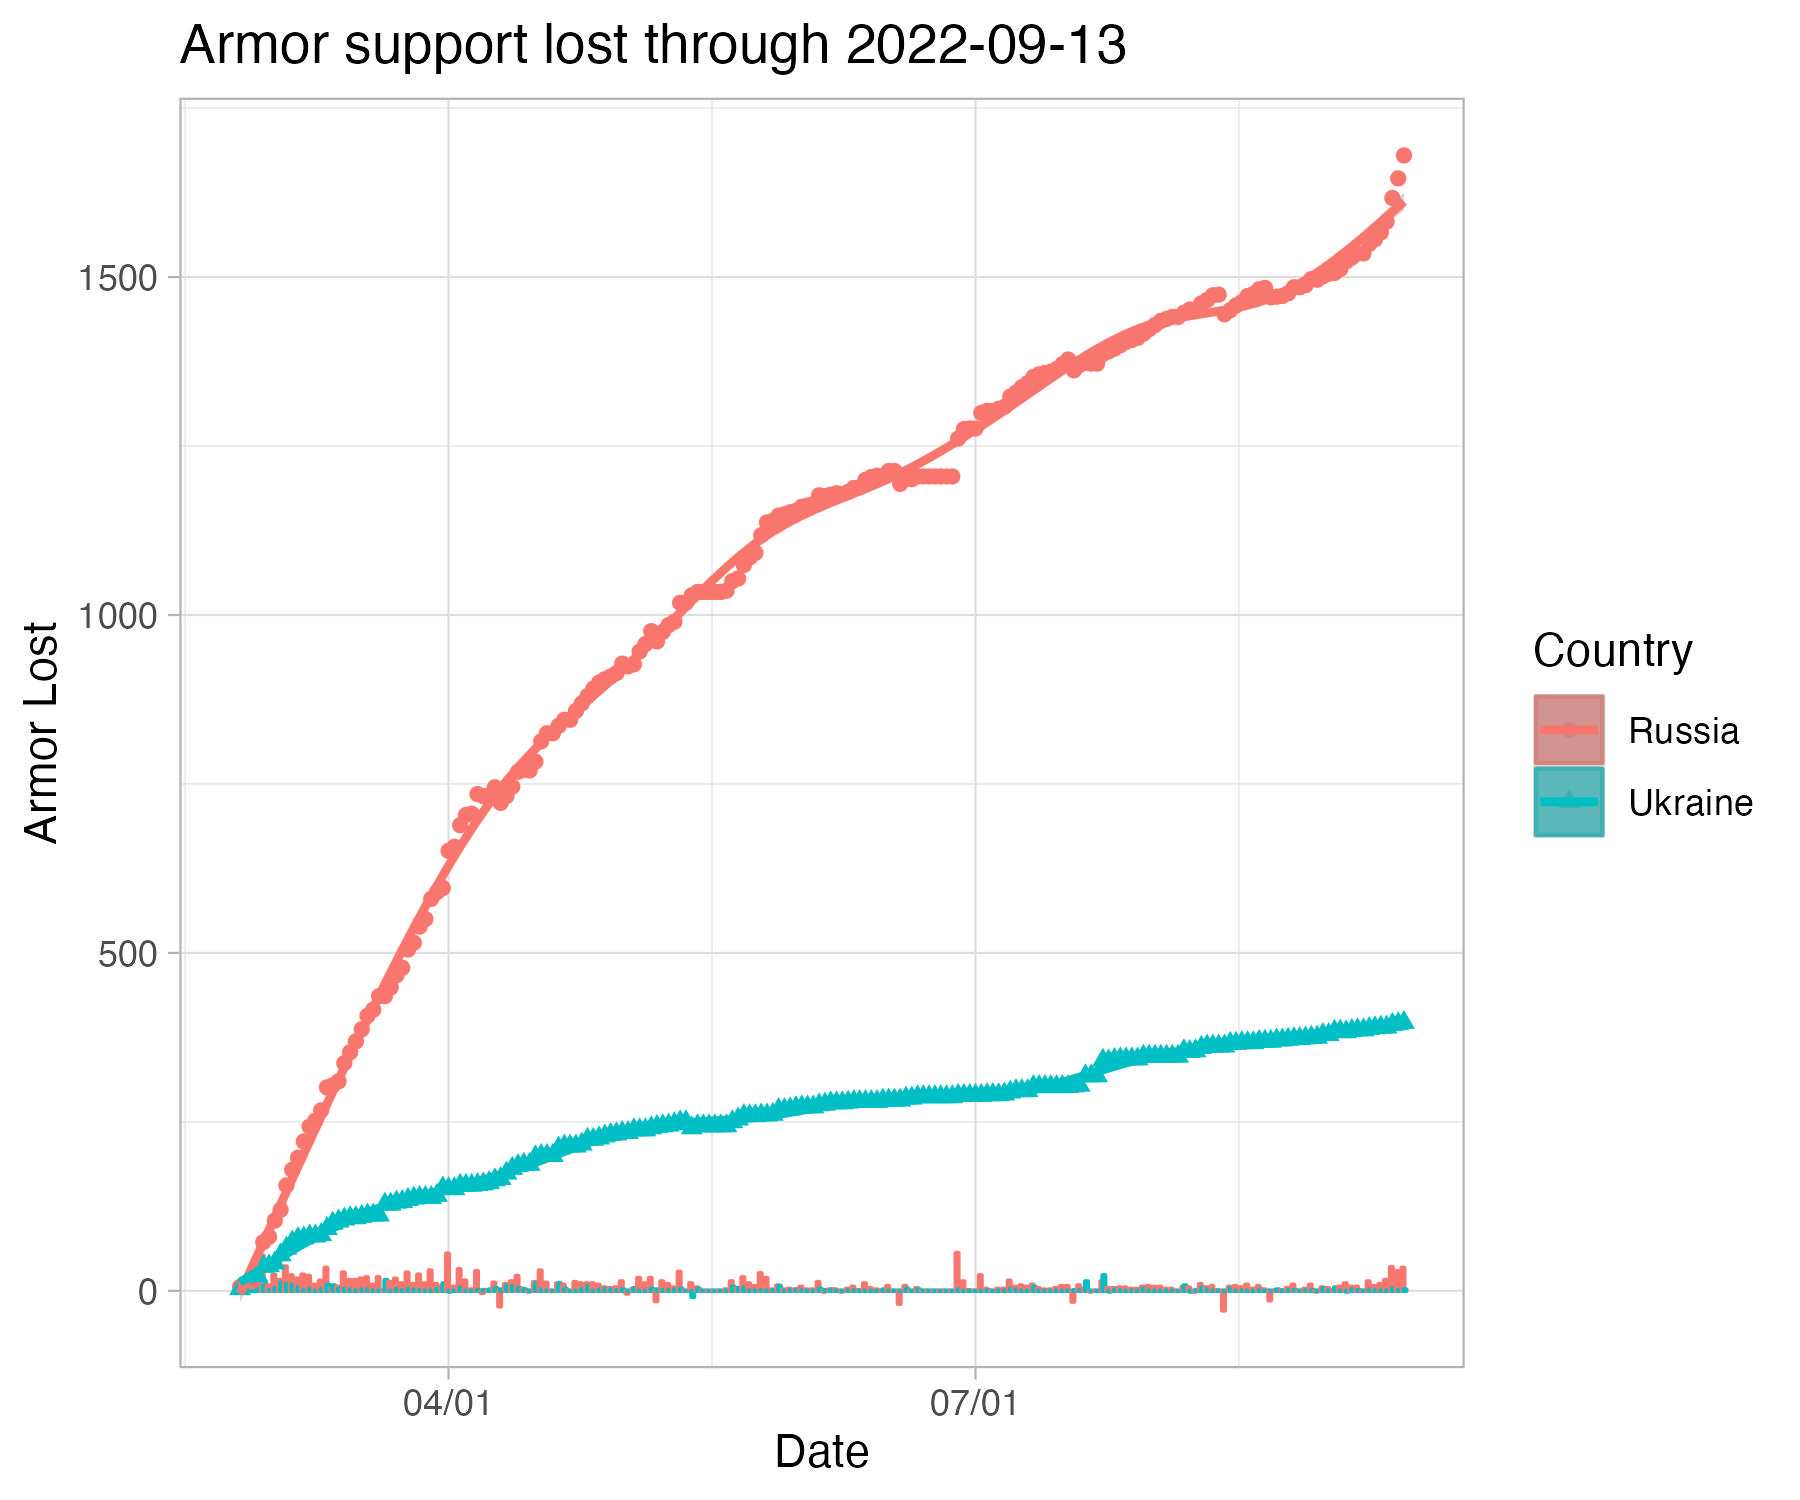 Armor support lost through 2022-09-13
Armor Lost
1500
1000
500
0
04/01
07/01
Date
Country
Russia
Ukraine